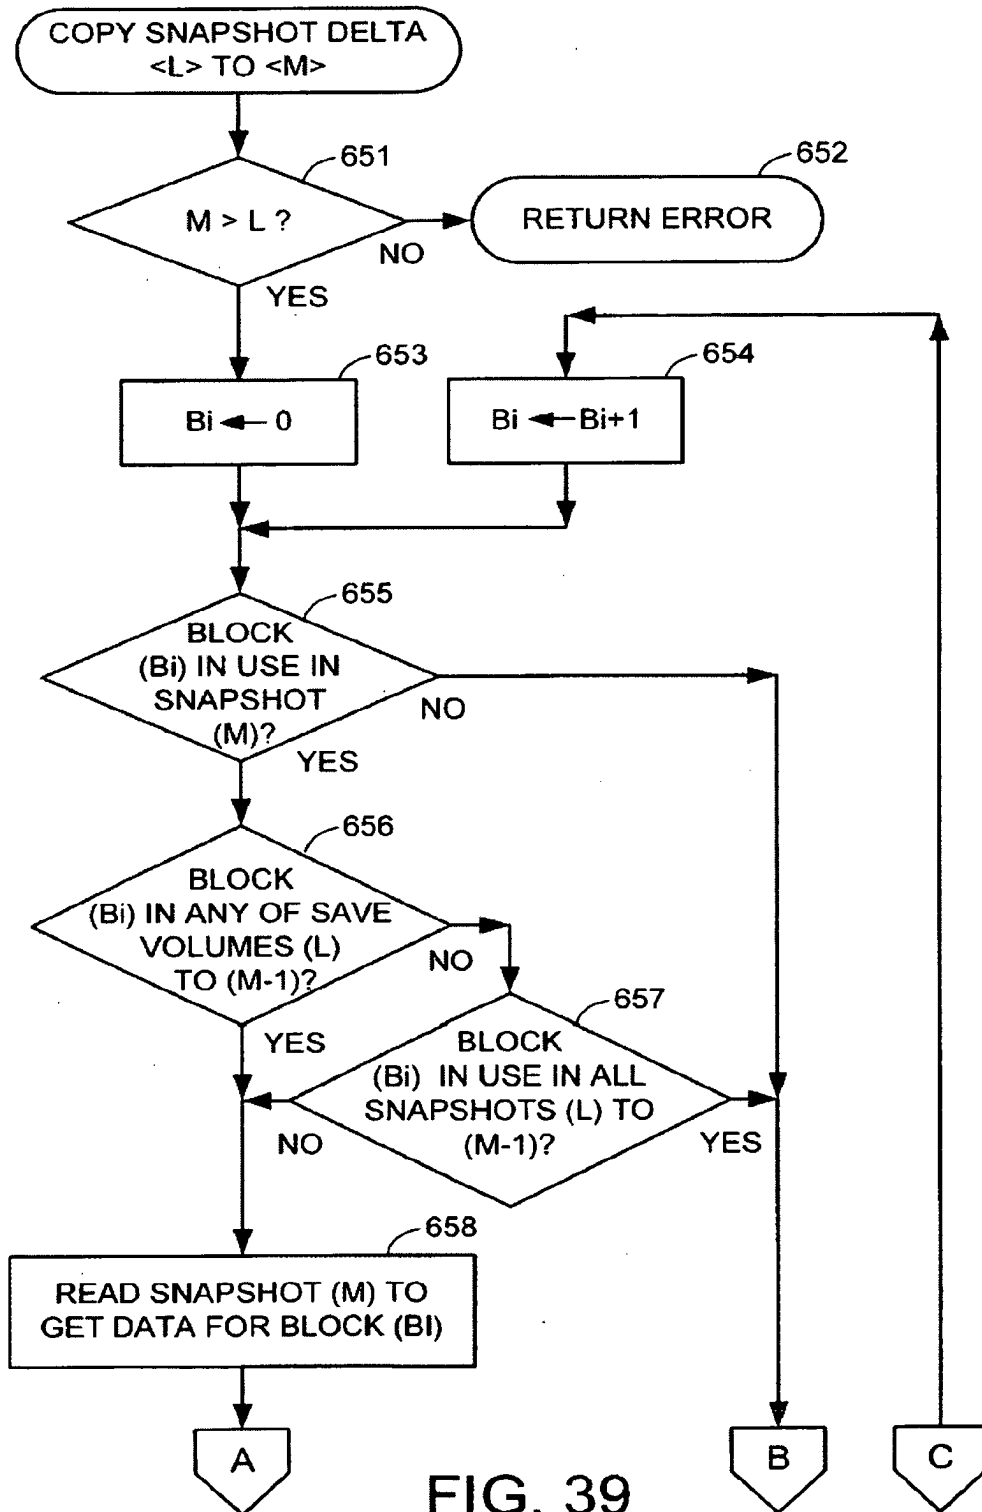 COPY SNAPSHOT DELTA
<L> TO <M>
651
M > L ?
NO
YES
652
RETURN ERROR
653
Bi ← 0
654
Bi ← Bi+1
655
BLOCK
(Bi) IN USE IN
SNAPSHOT
(M)?
NO
YES
656
BLOCK
(Bi) IN ANY OF SAVE
VOLUMES (L)
TO (M-1)?
NO
YES
657
BLOCK
(Bi) IN USE IN ALL
SNAPSHOTS (L) TO
(M-1)?
NO
YES
658
READ SNAPSHOT (M) TO
GET DATA FOR BLOCK (BI)
A
B
C
FIG. 39